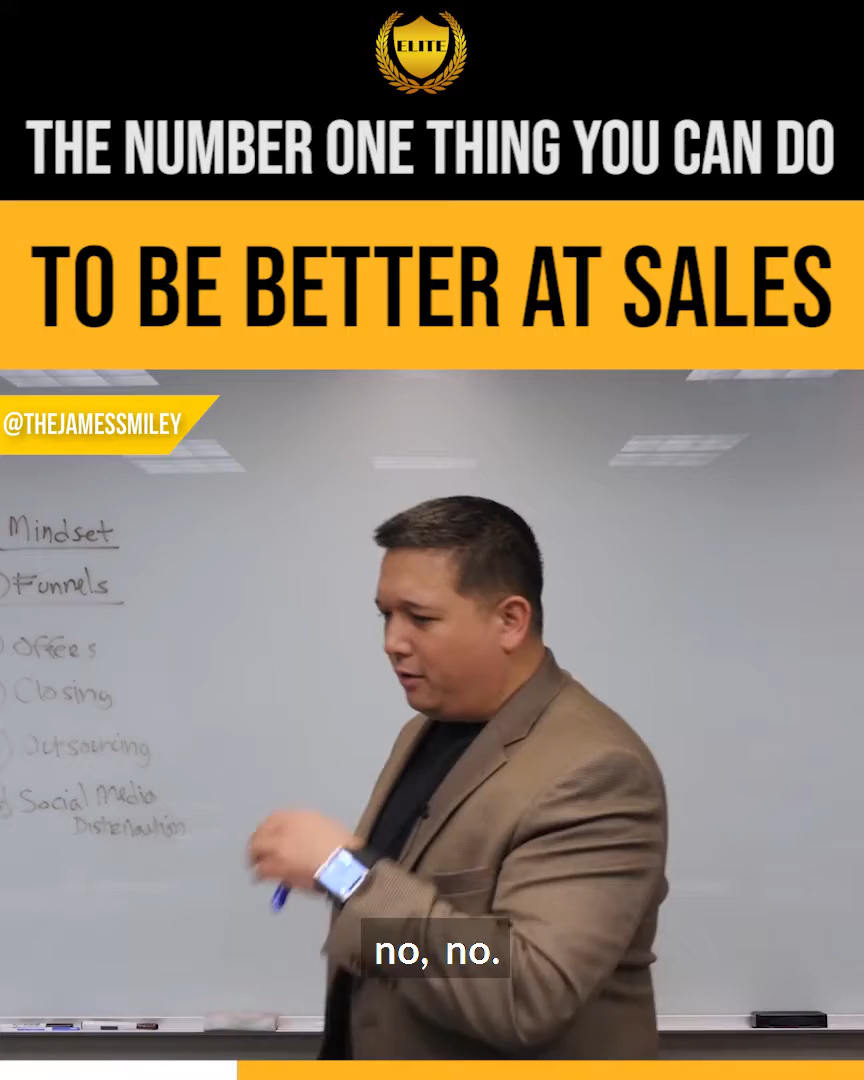 ELITE
THE NUMBER ONE THING YOU CAN DO
TO BE BETTER AT SALES
@THEJAMESSMILEY
Mindset
Funnels
Offers
Closing
Outsourcing
Social Media
no, no.